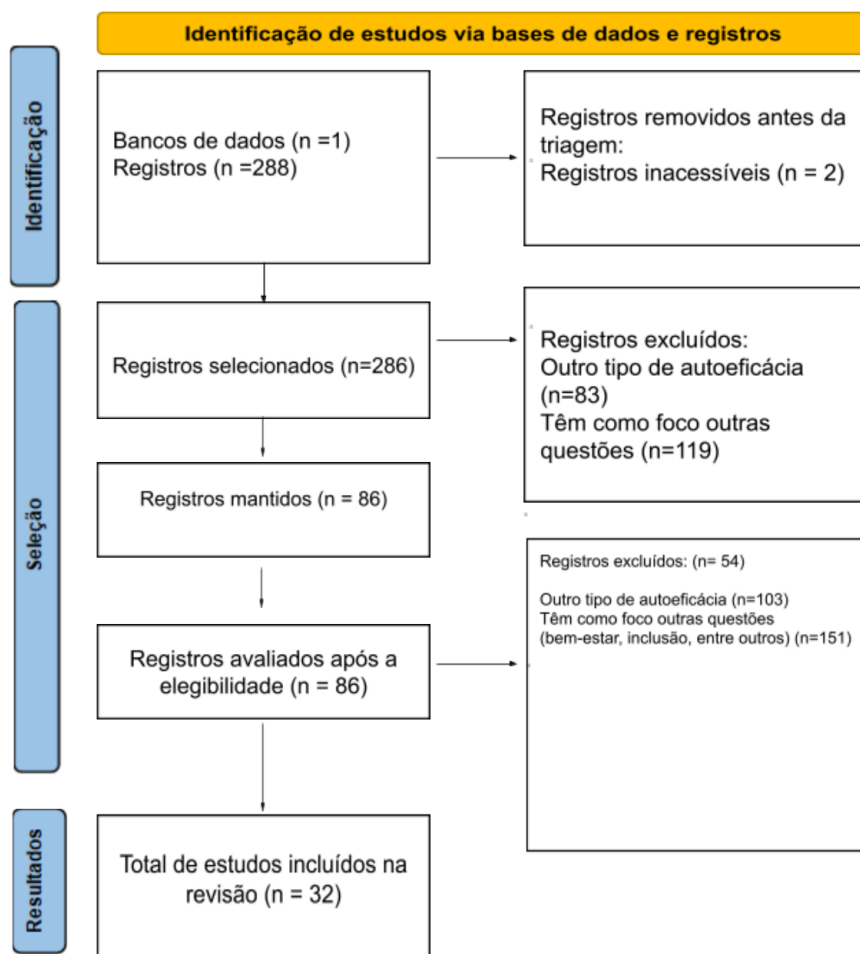 Identificação de estudos via bases de dados e registros
Identificação
Bancos de dados (n =1)
Registros (n =288)
Registros removidos antes da
triagem:
Registros inacessíveis (n = 2)
Seleção
Registros selecionados (n=286)
Registros excluídos:
Outro tipo de autoeficácia
(n=83)
Têm como foco outras
questões (n=119)
Registros mantidos (n = 86)
Registros avaliados após a
elegibilidade (n = 86)
Registros excluídos: (n= 54)
Outro tipo de autoeficácia (n=103)
Têm como foco outras questões
(bem-estar, inclusão, entre outros) (n=151)
Resultados
Total de estudos incluídos na
revisão (n = 32)